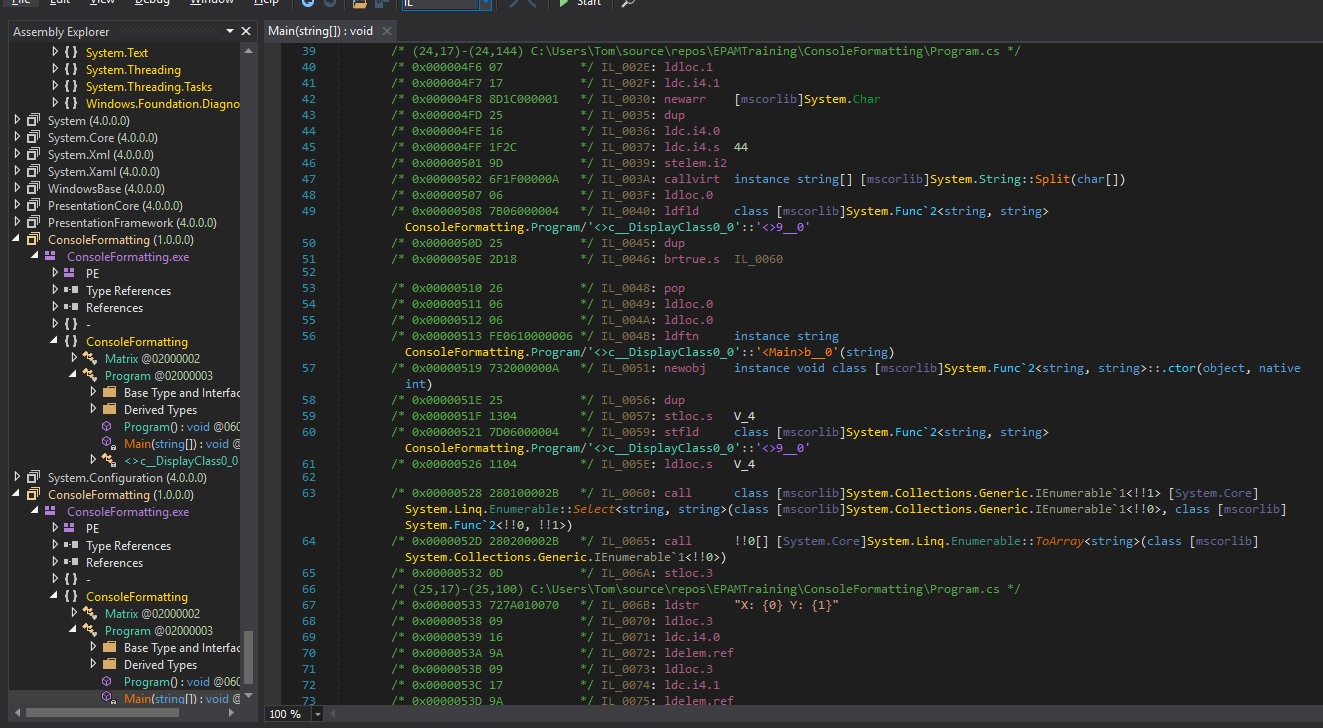 File Edit View Debug Window Help IL Start
Assembly Explorer
System.Text
System.Threading
System.Threading.Tasks
Windows.Foundation.Diagno
System (4.0.0.0)
System.Core (4.0.0.0)
System.Xml (4.0.0.0)
System.Xaml (4.0.0.0)
WindowsBase (4.0.0.0)
PresentationCore (4.0.0.0)
PresentationFramework (4.0.0.0)
ConsoleFormatting (1.0.0.0)
ConsoleFormatting.exe
PE
Type References
References
{ } -
{ } ConsoleFormatting
Matrix @02000002
Program @02000003
Base Type and Interfac
Derived Types
Program() : void @060
Main(string[]) : void @
<>c__DisplayClass0_0
System.Configuration (4.0.0.0)
ConsoleFormatting (1.0.0.0)
ConsoleFormatting.exe
PE
Type References
References
{ } -
{ } ConsoleFormatting
Matrix @02000002
Program @02000003
Base Type and Interfac
Derived Types
Program() : void @060
Main(string[]) : void @
Main(string[]) : void
39 /* (24,17)-(24,144) C:\Users\Tom\source\repos\EPAMTraining\ConsoleFormatting\Program.cs */
40 /* 0x000004F6 07 */ IL_002E: ldloc.1
41 /* 0x000004F7 17 */ IL_002F: ldc.i4.1
42 /* 0x000004F8 8D1C000001 */ IL_0030: newarr [mscorlib]System.Char
43 /* 0x000004FD 25 */ IL_0035: dup
44 /* 0x000004FE 16 */ IL_0036: ldc.i4.0
45 /* 0x000004FF 1F2C */ IL_0037: ldc.i4.s 44
46 /* 0x00000501 9D */ IL_0039: stelem.i2
47 /* 0x00000502 6F1F00000A */ IL_003A: callvirt instance string[] [mscorlib]System.String::Split(char[])
48 /* 0x00000507 06 */ IL_003F: ldloc.0
49 /* 0x00000508 7B06000004 */ IL_0040: ldfld class [mscorlib]System.Func`2<string, string>
ConsoleFormatting.Program/'<>c__DisplayClass0_0'::'<>9__0'
50 /* 0x0000050D 25 */ IL_0045: dup
51 /* 0x0000050E 2D18 */ IL_0046: brtrue.s IL_0060
52
53 /* 0x00000510 26 */ IL_0048: pop
54 /* 0x00000511 06 */ IL_0049: ldloc.0
55 /* 0x00000512 06 */ IL_004A: ldloc.0
56 /* 0x00000513 FE0610000006 */ IL_004B: ldftn instance string
ConsoleFormatting.Program/'<>c__DisplayClass0_0'::'<Main>b__0'(string)
57 /* 0x00000519 732000000A */ IL_0051: newobj instance void class [mscorlib]System.Func`2<string, string>::.ctor(object, native
int)
58 /* 0x0000051E 25 */ IL_0056: dup
59 /* 0x0000051F 1304 */ IL_0057: stloc.s V_4
60 /* 0x00000521 7D06000004 */ IL_0059: stfld class [mscorlib]System.Func`2<string, string>
ConsoleFormatting.Program/'<>c__DisplayClass0_0'::'<>9__0'
61 /* 0x00000526 1104 */ IL_005E: ldloc.s V_4
62
63 /* 0x00000528 280100002B */ IL_0060: call class [mscorlib]System.Collections.Generic.IEnumerable`1<!!1> [System.Core]
System.Linq.Enumerable::Select<string, string>(class [mscorlib]System.Collections.Generic.IEnumerable`1<!!0>, class [mscorlib]
System.Func`2<!!0, !!1>)
64 /* 0x0000052D 280200002B */ IL_0065: call !!0[] [System.Core]System.Linq.Enumerable::ToArray<string>(class [mscorlib]
System.Collections.Generic.IEnumerable`1<!!0>)
65 /* 0x00000532 0D */ IL_006A: stloc.3
66 /* (25,17)-(25,100) C:\Users\Tom\source\repos\EPAMTraining\ConsoleFormatting\Program.cs */
67 /* 0x00000533 727A010070 */ IL_006B: ldstr "X: {0} Y: {1}"
68 /* 0x00000538 09 */ IL_0070: ldloc.3
69 /* 0x00000539 16 */ IL_0071: ldc.i4.0
70 /* 0x0000053A 9A */ IL_0072: ldelem.ref
71 /* 0x0000053B 09 */ IL_0073: ldloc.3
72 /* 0x0000053C 17 */ IL_0074: ldc.i4.1
73 /* 0x0000053D 9A */ IL_0075: ldelem.ref
100 %